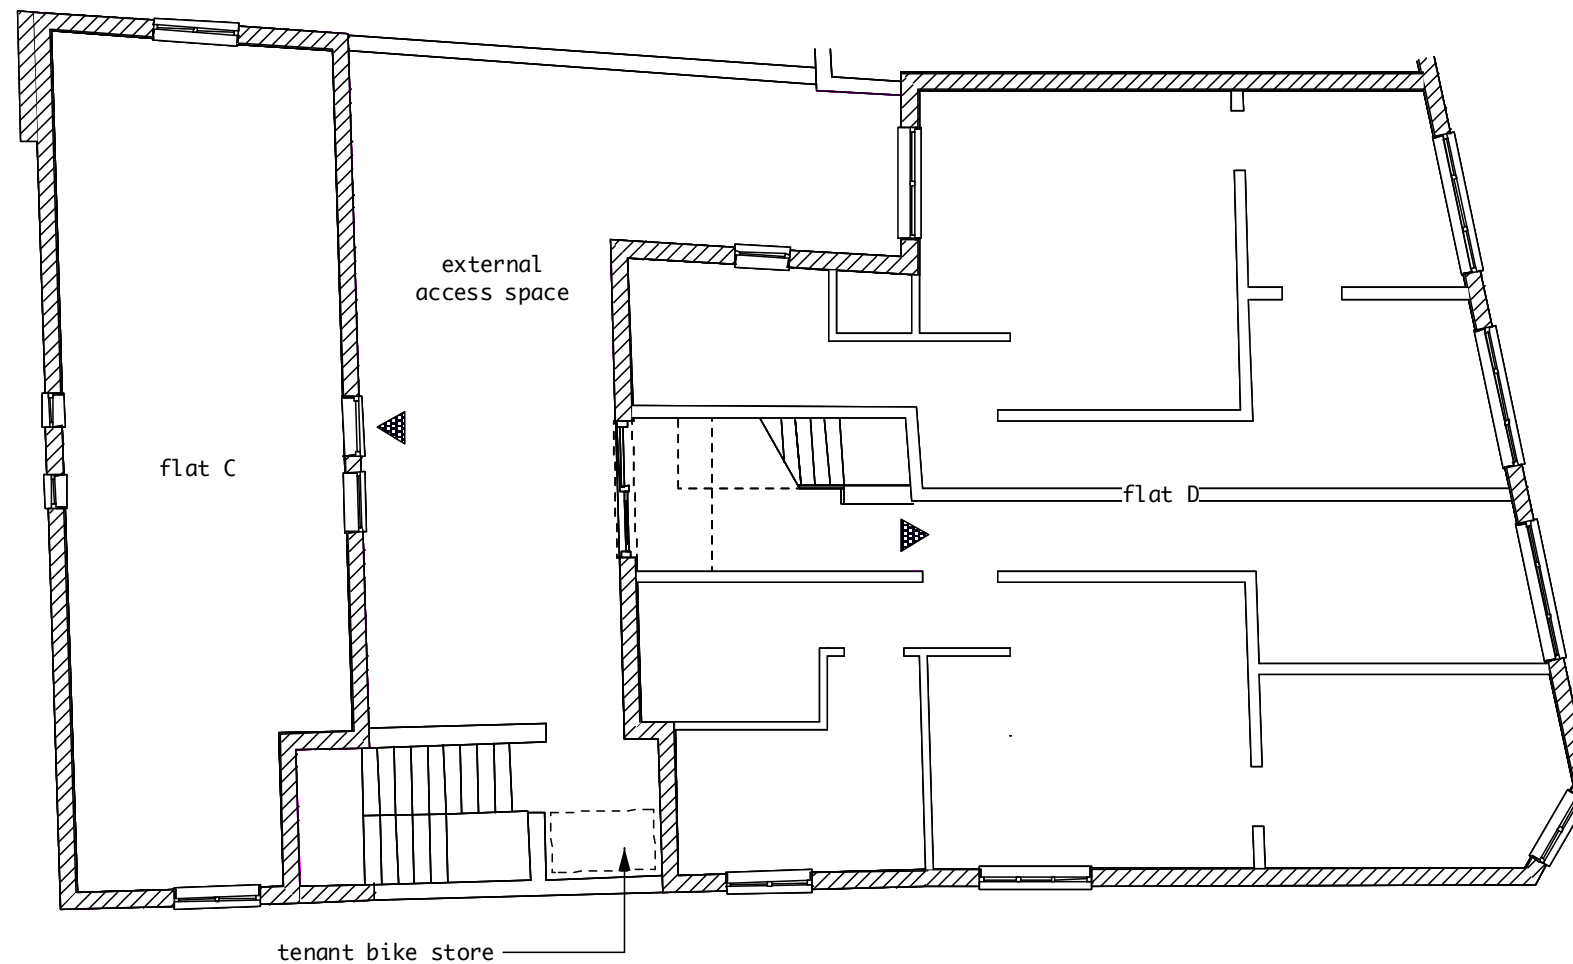 external
access space
flat C
flat D
tenant bike store